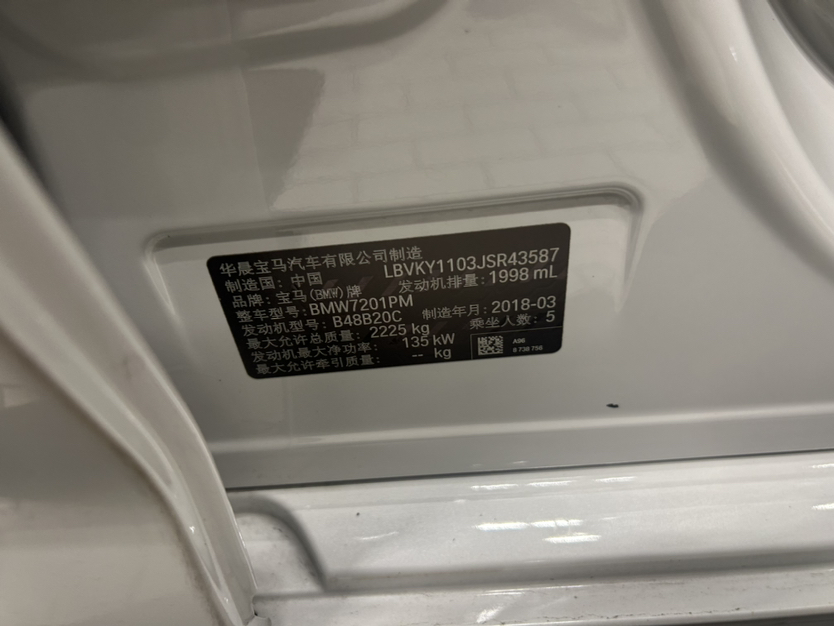 华晨宝马汽车有限公司制造
制造国：中国 LBVKY1103JSR43587
品牌：宝马(BMW)牌 发动机排量：1998 mL
整车型号：BMW7201PM
发动机型号：B48B20C 制造年月：2018-03
最大允许总质量：2225 kg 乘坐人数：5
发动机最大净功率：135 kW
最大允许牵引质量：-- kg
A96
8 738 756